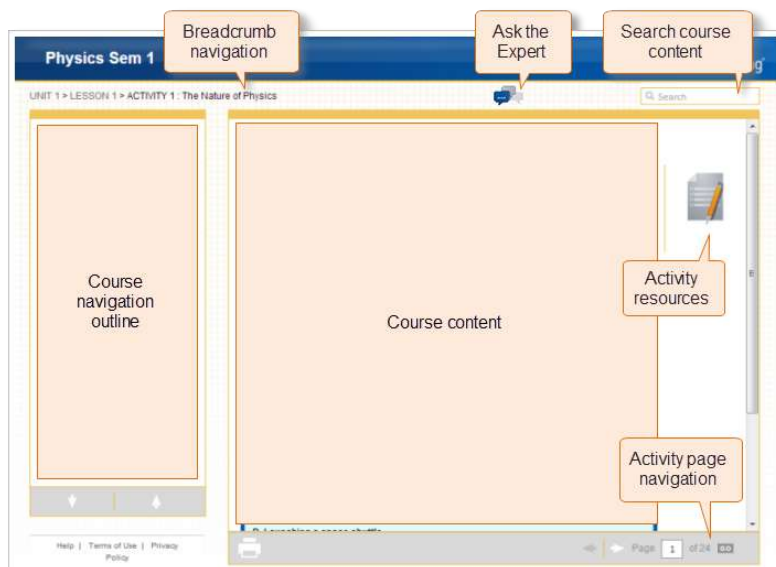 Breadcrumb
navigation
Ask the
Expert
Search course
content
Physics Sem 1
UNIT 1 > LESSON 1 > ACTIVITY 1 : The Nature of Physics
Search
Course
navigation
outline
Course content
Activity
resources
Activity page
navigation
Help | Terms of Use | Privacy
Policy
Page 1 of 24 GO